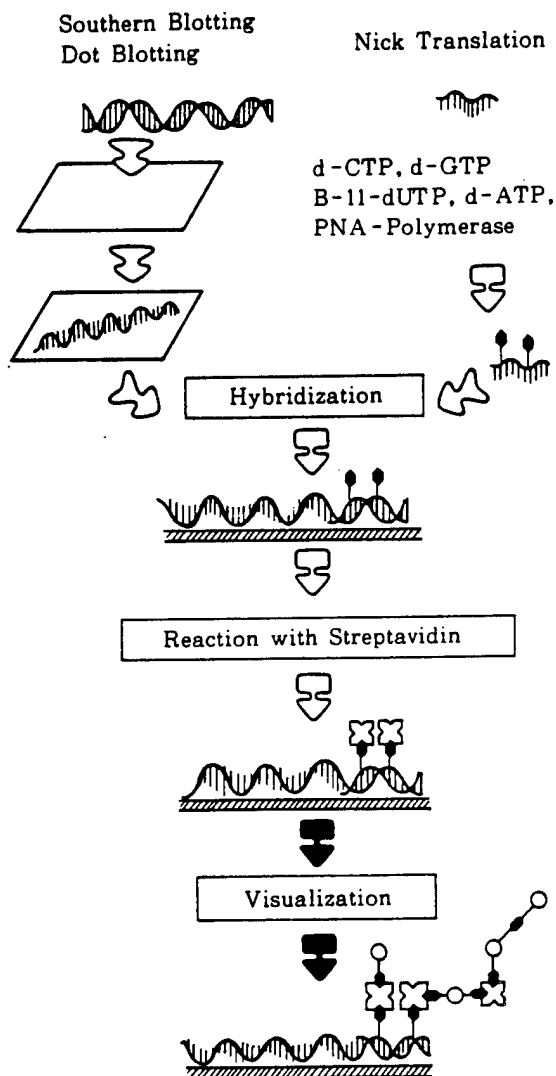 Southern Blotting
Dot Blotting
Nick Translation
d-CTP, d-GTP
B-11-dUTP, d-ATP,
PNA-Polymerase
Hybridization
Reaction with Streptavidin
Visualization